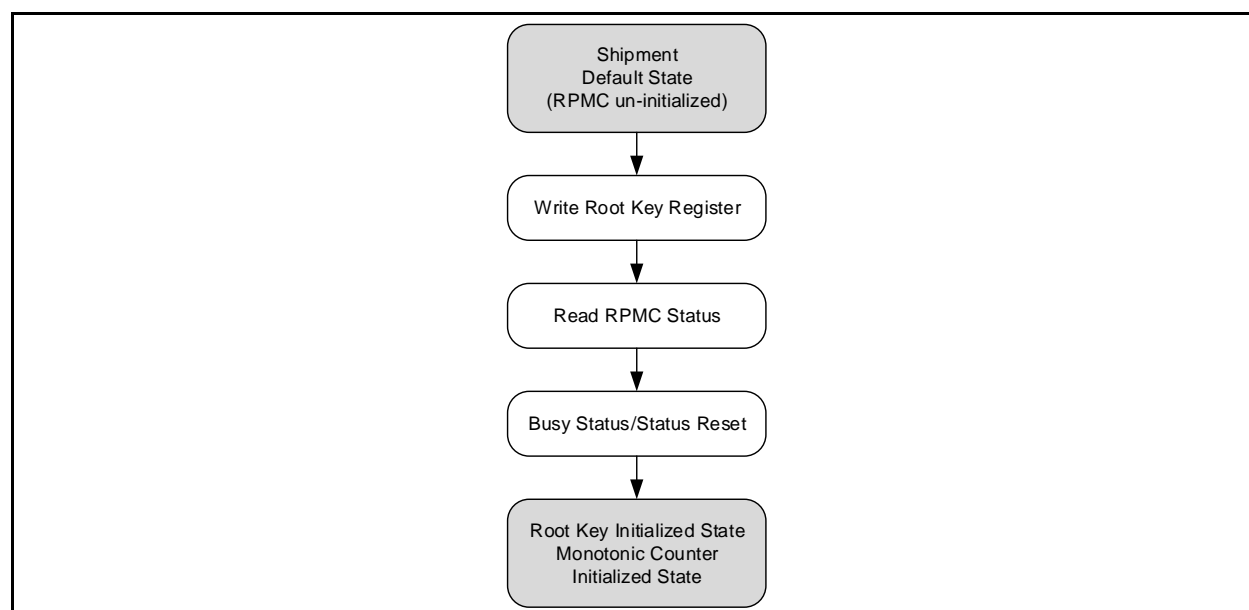 Shipment
Default State
(RPMC un-initialized)
Write Root Key Register
Read RPMC Status
Busy Status/Status Reset
Root Key Initialized State
Monotonic Counter
Initialized State